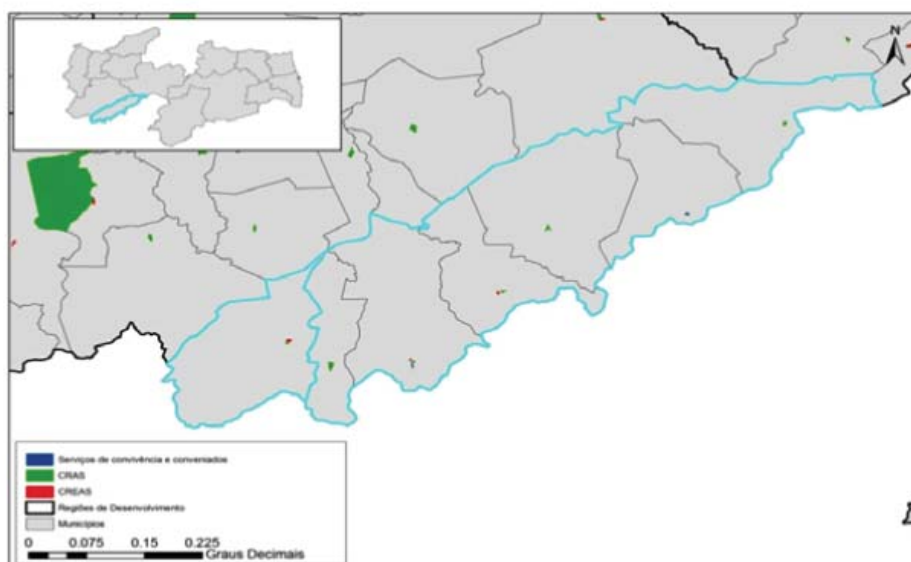 N
Serviços de convivência e conveniados
CRAS
CREAS
Regiões de Desenvolvimento
Municípios
0 0.075 0.15 0.225
Graus Decimais